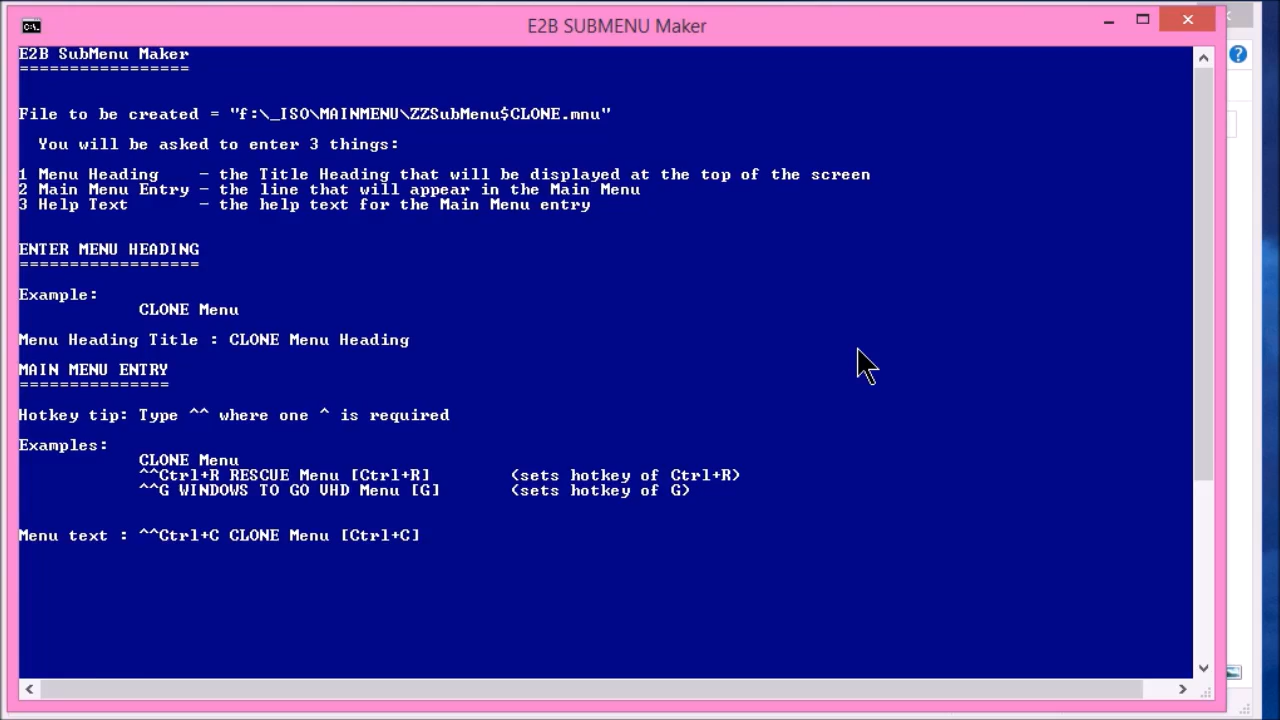 E2B SUBMENU Maker
E2B SubMenu Maker
=================
File to be created = "f:\_ISO\MAINMENU\ZZSubMenu$CLONE.mnu"
You will be asked to enter 3 things:
1 Menu Heading    - the Title Heading that will be displayed at the top of the screen
2 Main Menu Entry - the line that will appear in the Main Menu
3 Help Text       - the help text for the Main Menu entry
ENTER MENU HEADING
==================
Example:
CLONE Menu
Menu Heading Title : CLONE Menu Heading
MAIN MENU ENTRY
===============
Hotkey tip: Type ^^ where one ^ is required
Examples:
CLONE Menu
^^Ctrl+R RESCUE Menu [Ctrl+R]        (sets hotkey of Ctrl+R)
^^G WINDOWS TO GO VHD Menu [G]       (sets hotkey of G)
Menu text : ^^Ctrl+C CLONE Menu [Ctrl+C]